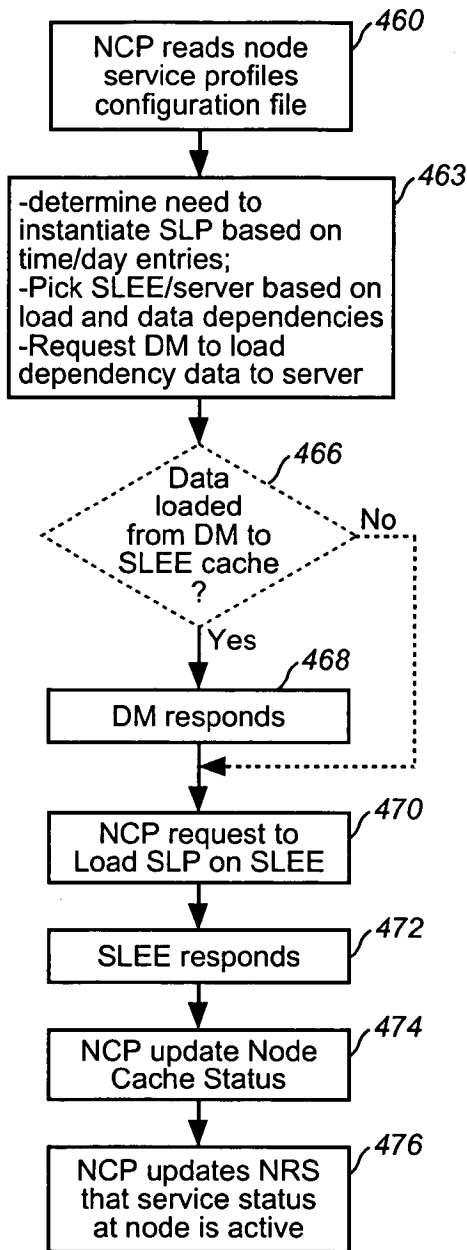 460
NCP reads node
service profiles
configuration file
463
-determine need to
instantiate SLP based on
time/day entries;
-Pick SLEE/server based on
load and data dependencies
-Request DM to load
dependency data to server
466
Data
loaded
from DM to
SLEE cache
?
No
Yes
468
DM responds
470
NCP request to
Load SLP on SLEE
472
SLEE responds
474
NCP update Node
Cache Status
476
NCP updates NRS
that service status
at node is active